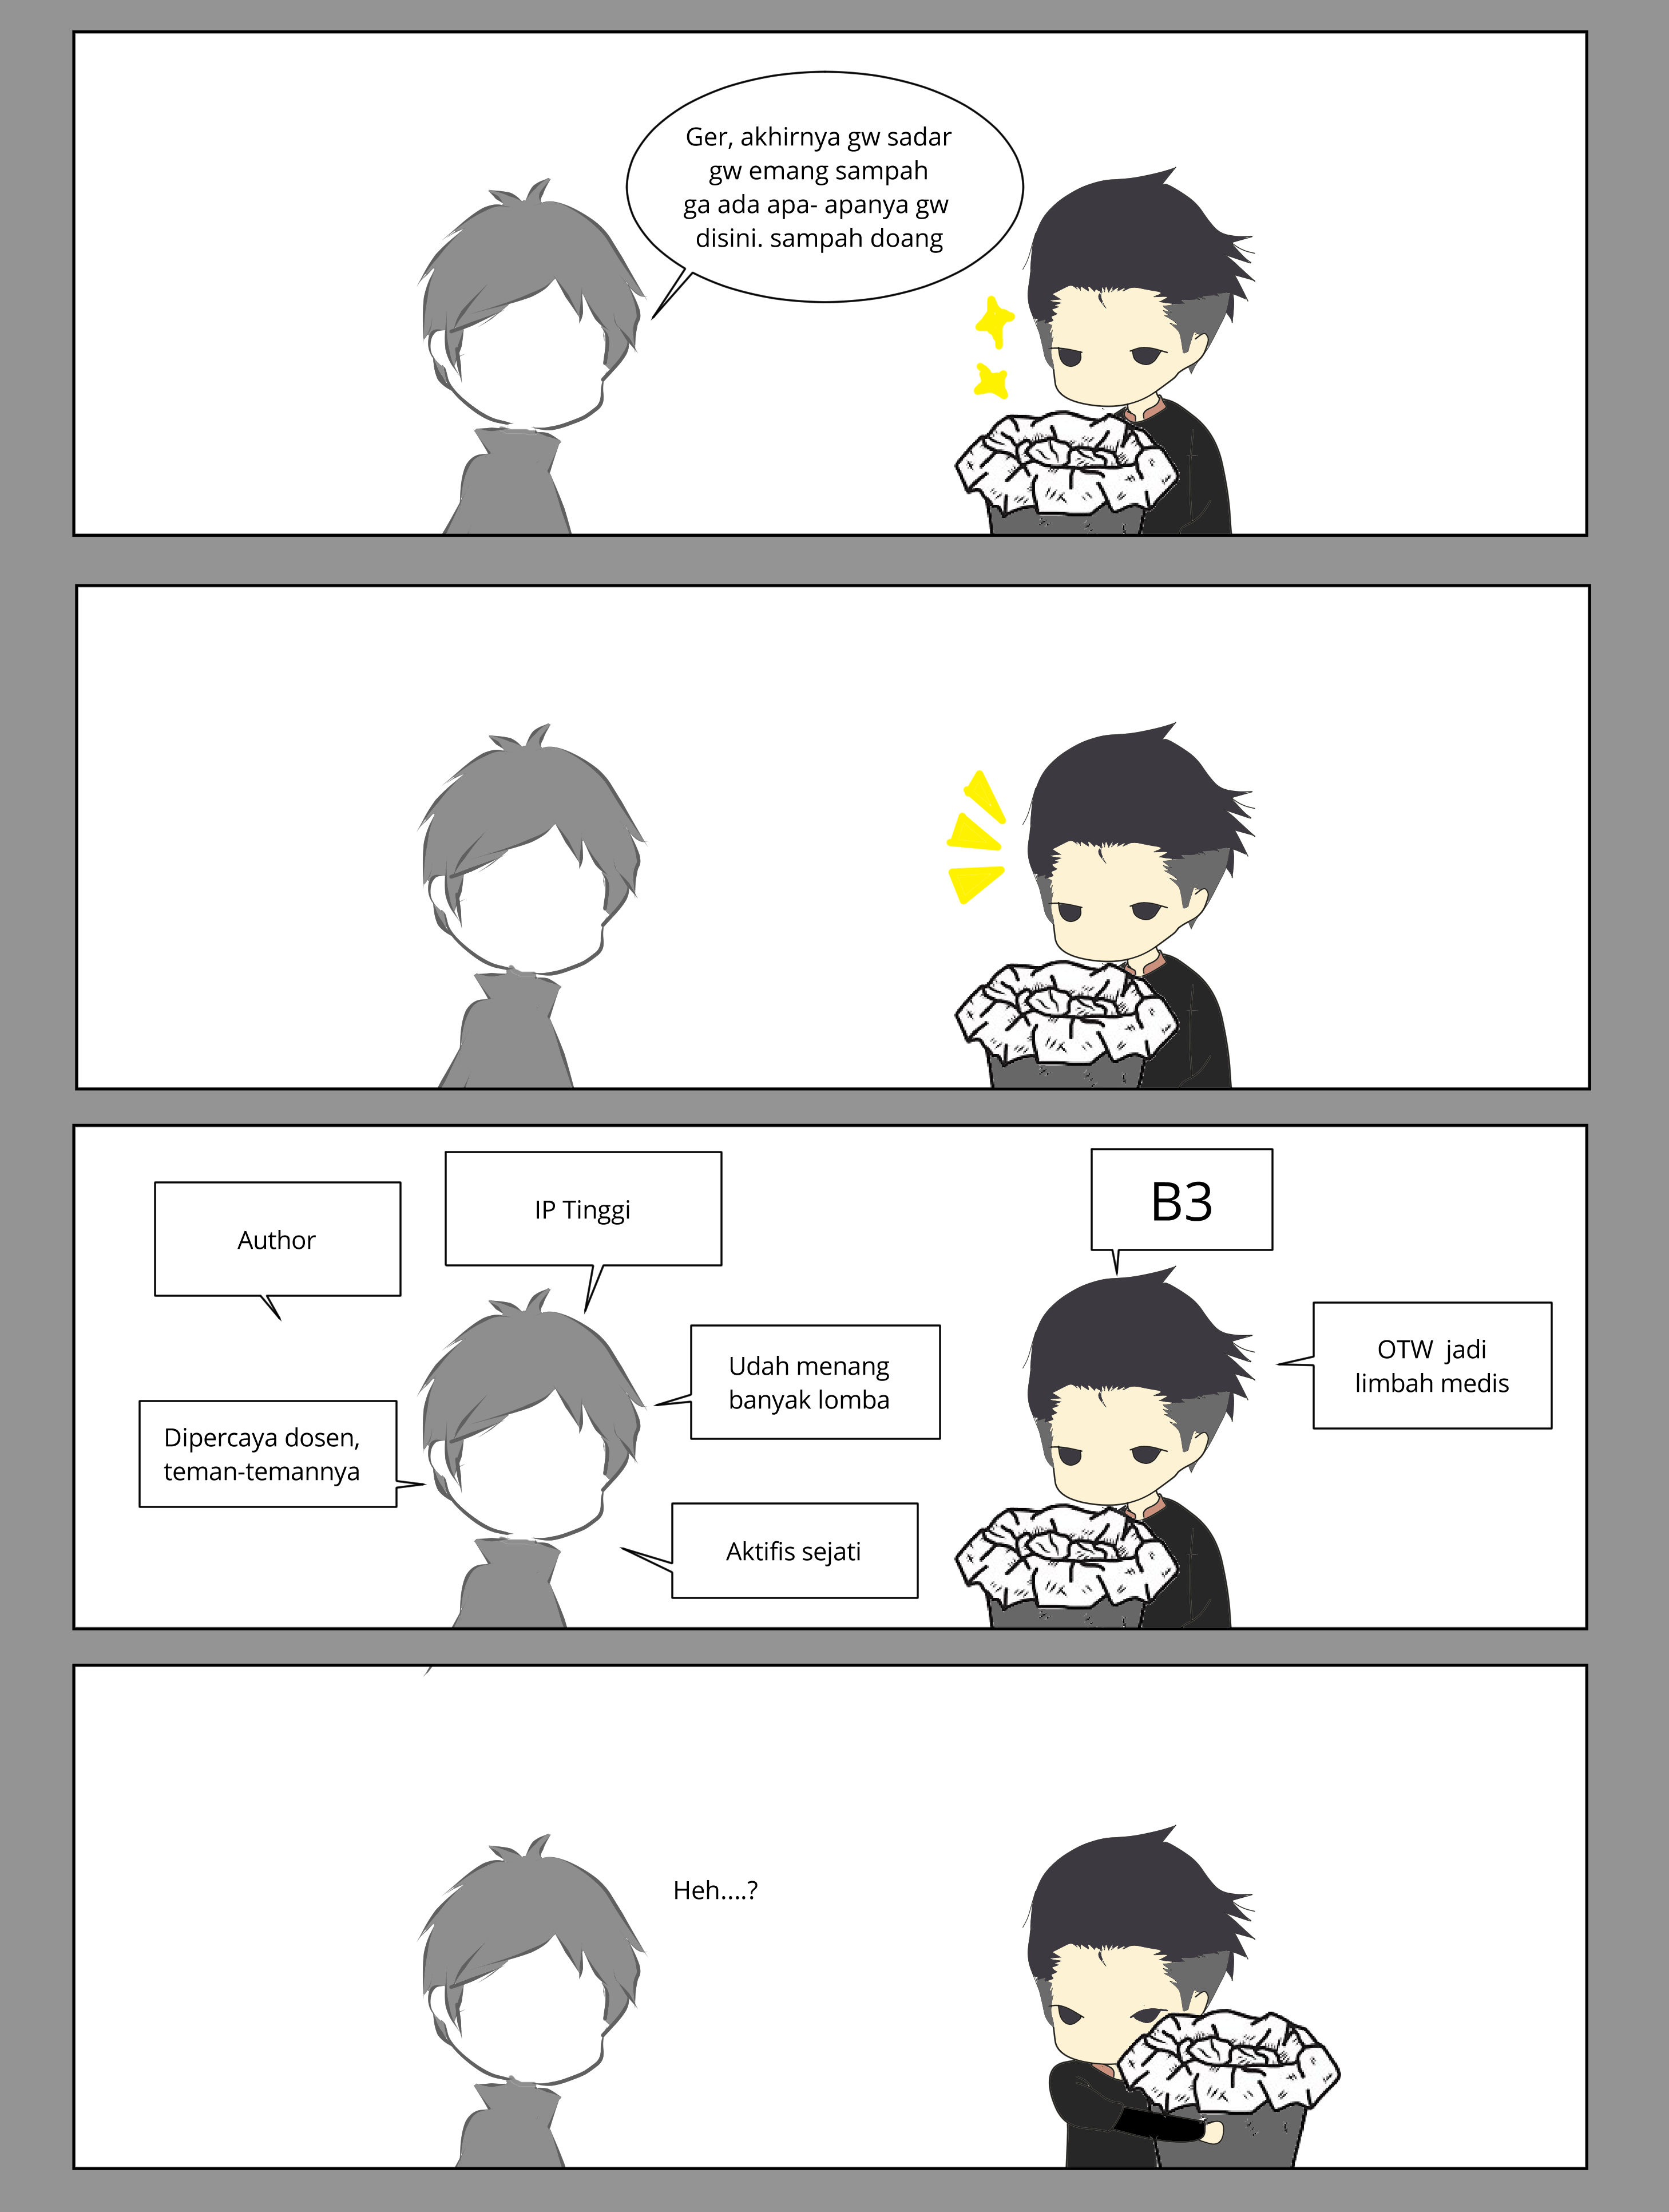 Ger, akhirnya gw sadar
gw emang sampah
ga ada apa- apanya gw
disini. sampah doang
Author
IP Tinggi
B3
Udah menang
banyak lomba
OTW jadi
limbah medis
Dipercaya dosen,
teman-temannya
Aktifis sejati
Heh....?